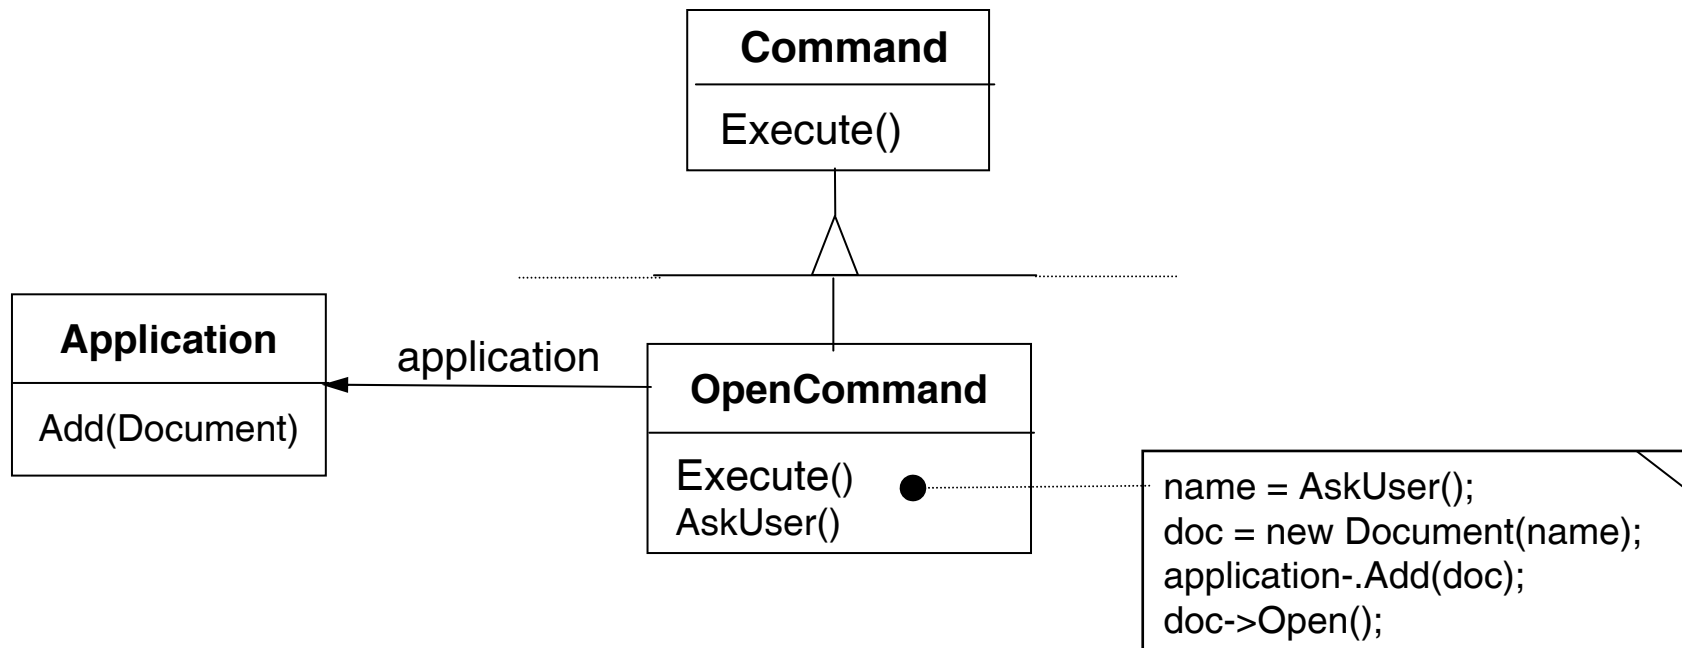 Command
Execute()
Application
Add(Document)
application
OpenCommand
Execute()
AskUser()
name = AskUser();
doc = new Document(name);
application-.Add(doc);
doc->Open();